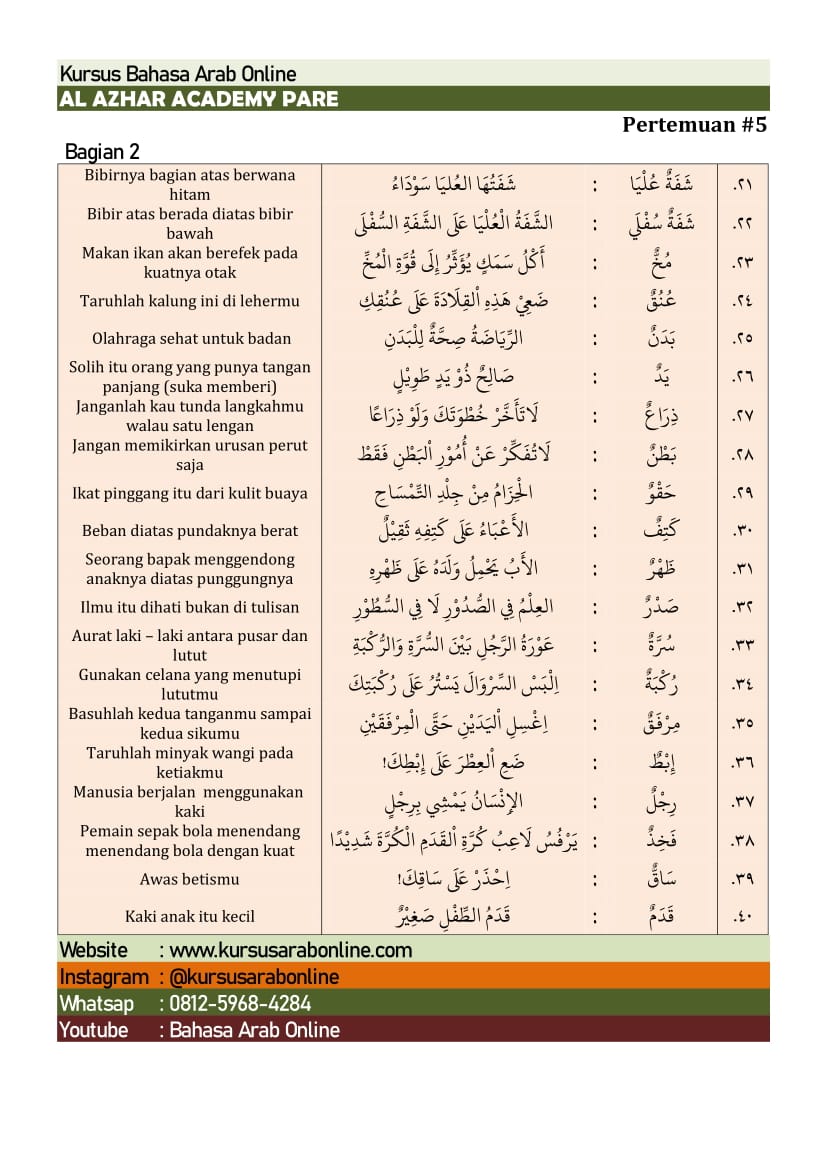 Kursus Bahasa Arab Online
AL AZHAR ACADEMY PARE
Pertemuan #5
Bagian 2
٢١. شَفَةٌ عُلْيَا : شَفَتُهَا العُليَا سَوْدَاءُ Bibirnya bagian atas berwana
hitam
٢٢. شَفَةٌ سُفْلَي : الشَّفَةُ الْعُلْيَا عَلَى الشَّفَةِ السُّفْلَى Bibir atas berada diatas bibir
bawah
٢٣. مُخٌّ : أَكْلُ سَمَكٍ يُؤَثِّرُ إِلَى قُوَّةِ الْمُخِّ Makan ikan akan berefek pada
kuatnya otak
٢٤. عُنُقٌ : ضَعِيْ هَذِهِ الْقِلَادَةَ عَلَى عُنُقِكِ Taruhlah kalung ini di lehermu
٢٥. بَدَنٌ : الرِّيَاضَةُ صِحَّةٌ لِلْبَدَنِ Olahraga sehat untuk badan
٢٦. يَدٌ : صَالِحٌ ذُوْ يَدٍ طَوِيْلٍ Solih itu orang yang punya tangan
panjang (suka memberi)
٢٧. ذِرَاعٌ : لَاتَأَخَّرْ خُطْوَتَكَ وَلَوْ ذِرَاعًا Janganlah kau tunda langkahmu
walau satu lengan
٢٨. بَطْنٌ : لَاتُفَكِّرْ عَنْ أُمُوْرِ الْبَطْنِ فَقَطْ Jangan memikirkan urusan perut
saja
٢٩. حَقْوٌ : الْحِزَامُ مِنْ جِلْدِ التِّمْسَاحِ Ikat pinggang itu dari kulit buaya
٣٠. كَتِفٌ : الأَعْبَاءُ عَلَى كَتِفِهِ ثَقِيْلٌ Beban diatas pundaknya berat
٣١. ظَهْرٌ : الأَبُ يَحْمِلُ وَلَدَهُ عَلَى ظَهْرِهِ Seorang bapak menggendong
anaknya diatas punggungnya
٣٢. صَدْرٌ : العِلْمُ فِي الصُّدُوْرِ لَا فِي السُّطُوْرِ Ilmu itu dihati bukan di tulisan
٣٣. سُرَّةٌ : عَوْرَةُ الرَّجُلِ بَيْنَ السُّرَّةِ وَالرُّكْبَةِ Aurat laki – laki antara pusar dan
lutut
٣٤. رُكْبَةٌ : اِلْبَسْ السِّرْوَالَ يَسْتُرُ عَلَى رُكْبَتِكَ Gunakan celana yang menutupi
lututmu
٣٥. مِرْفَقٌ : اِغْسِلِ الْيَدَيْنِ حَتَّى الْمِرْفَقَيْنِ Basuhlah kedua tanganmu sampai
kedua sikumu
٣٦. إِبْطٌ : ضَعِ الْعِطْرَ عَلَى إِبْطِكَ! Taruhlah minyak wangi pada
ketiakmu
٣٧. رِجْلٌ : الإِنْسَانُ يَمْشِي بِرِجْلٍ Manusia berjalan menggunakan
kaki
٣٨. فَخِذٌ : يَرْفُسُ لَاعِبُ كُرَّةِ الْقَدَمِ الْكُرَّةَ شَدِيْدًا Pemain sepak bola menendang
menendang bola dengan kuat
٣٩. سَاقٌ : اِحْذَرْ عَلَى سَاقِكَ! Awas betismu
٤٠. قَدَمٌ : قَدَمُ الطِّفْلِ صَغِيْرٌ Kaki anak itu kecil
Website : www.kursusarabonline.com
Instagram : @kursusarabonline
Whatsap : 0812-5968-4284
Youtube : Bahasa Arab Online